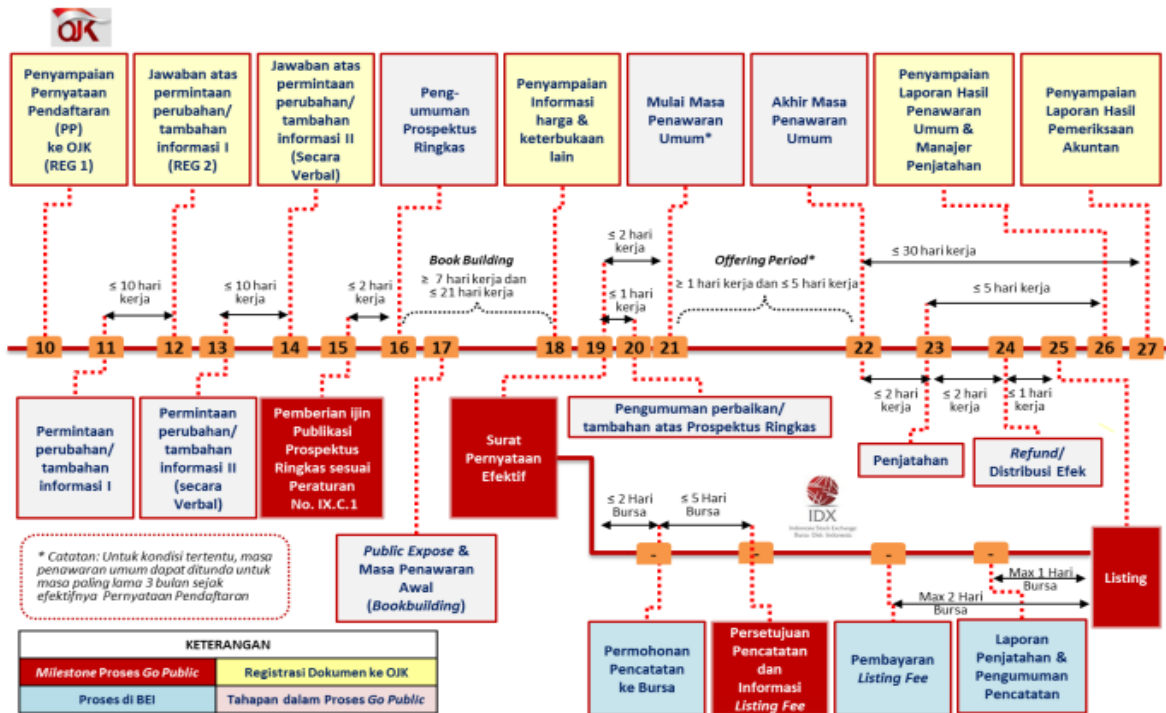 OJK
Penyampaian
Pernyataan
Pendaftaran
(PP)
ke OJK
(REG 1)
Jawaban atas
permintaan
perubahan/
tambahan
informasi I
(REG 2)
Jawaban atas
permintaan
perubahan/
tambahan
informasi II
(Secara
Verbal)
Peng-
umuman
Prospektus
Ringkas
Penyampaian
Informasi
harga &
keterbukaan
lain
Mulai Masa
Penawaran
Umum*
Akhir Masa
Penawaran
Umum
Penyampaian
Laporan Hasil
Penawaran
Umum &
Manajer
Penjatahan
Penyampaian
Laporan Hasil
Pemeriksaan
Akuntan
≤ 10 hari
kerja
≤ 10 hari
kerja
≤ 2 hari
kerja
Book Building
≥ 7 hari kerja dan
≤ 21 hari kerja
≤ 2 hari
kerja
≤ 1 hari
kerja
Offering Period*
≥ 1 hari kerja dan ≤ 5 hari kerja
≤ 30 hari kerja
≤ 5 hari kerja
10
11
12
13
14
15
16
17
18
19
20
21
22
23
24
25
26
27
≤ 2 hari
kerja
≤ 2 hari
kerja
≤ 1 hari
kerja
Permintaan
perubahan/
tambahan
informasi I
Permintaan
perubahan/
tambahan
informasi II
(secara
Verbal)
Pemberian ijin
Publikasi
Prospektus
Ringkas sesuai
Peraturan
No. IX.C.1
Public Expose &
Masa Penawaran
Awal
(Bookbuilding)
Surat
Pernyataan
Efektif
Pengumuman perbaikan/
tambahan atas Prospektus Ringkas
Penjatahan
Refund/
Distribusi Efek
≤ 2 Hari
Bursa
≤ 5 Hari
Bursa
IDX
Indonesia Stock Exchange
Bursa Efek Indonesia
-
-
-
-
Max 1 Hari
Bursa
Max 2 Hari
Bursa
Listing
Permohonan
Pencatatan
ke Bursa
Persetujuan
Pencatatan
dan
Informasi
Listing Fee
Pembayaran
Listing Fee
Laporan
Penjatahan &
Pengumuman
Pencatatan
* Catatan: Untuk kondisi tertentu, masa
penawaran umum dapat ditunda untuk
masa paling lama 3 bulan sejak
efektifnya Pernyataan Pendaftaran
KETERANGAN
Milestone Proses Go Public
Registrasi Dokumen ke OJK
Proses di BEI
Tahapan dalam Proses Go Public